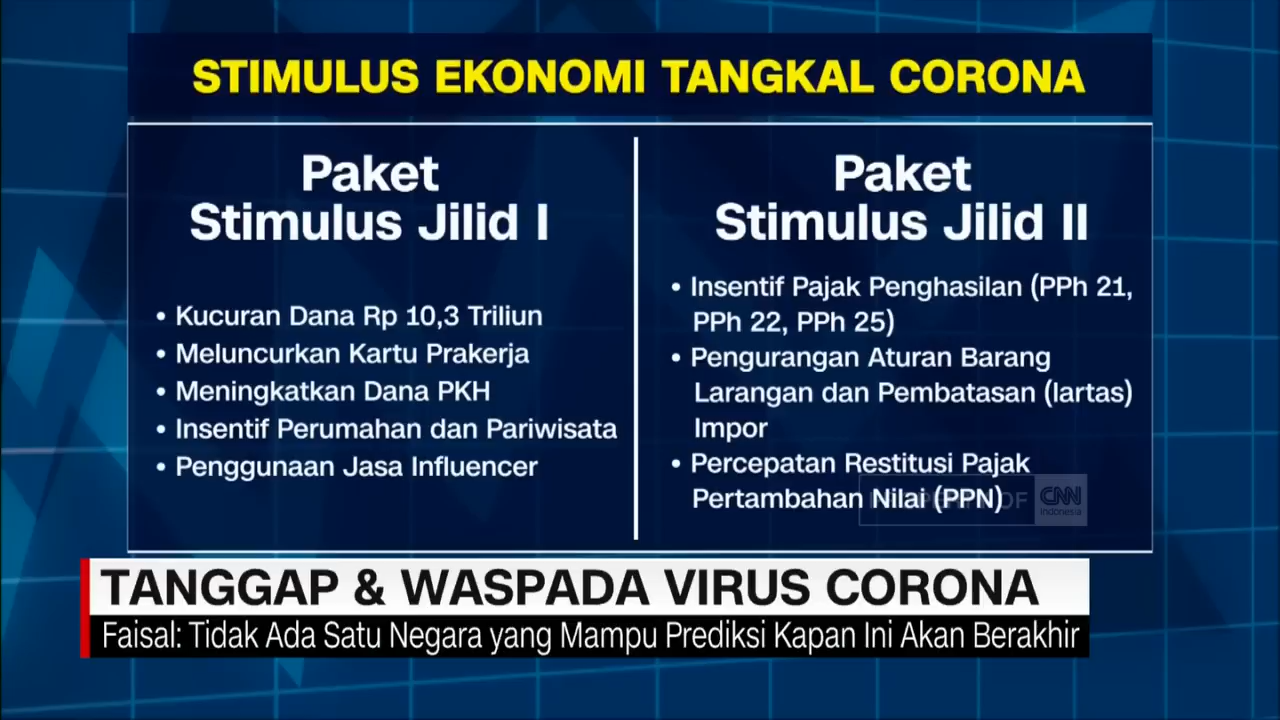 STIMULUS EKONOMI TANGKAL CORONA
Paket
Stimulus Jilid I
• Kucuran Dana Rp 10,3 Triliun
• Meluncurkan Kartu Prakerja
• Meningkatkan Dana PKH
• Insentif Perumahan dan Pariwisata
• Penggunaan Jasa Influencer
Paket
Stimulus Jilid II
• Insentif Pajak Penghasilan (PPh 21,
PPh 22, PPh 25)
• Pengurangan Aturan Barang
Larangan dan Pembatasan (lartas)
Impor
• Percepatan Restitusi Pajak
Pertambahan Nilai (PPN)
OF
CNN
Indonesia
TANGGAP & WASPADA VIRUS CORONA
Faisal: Tidak Ada Satu Negara yang Mampu Prediksi Kapan Ini Akan Berakhir